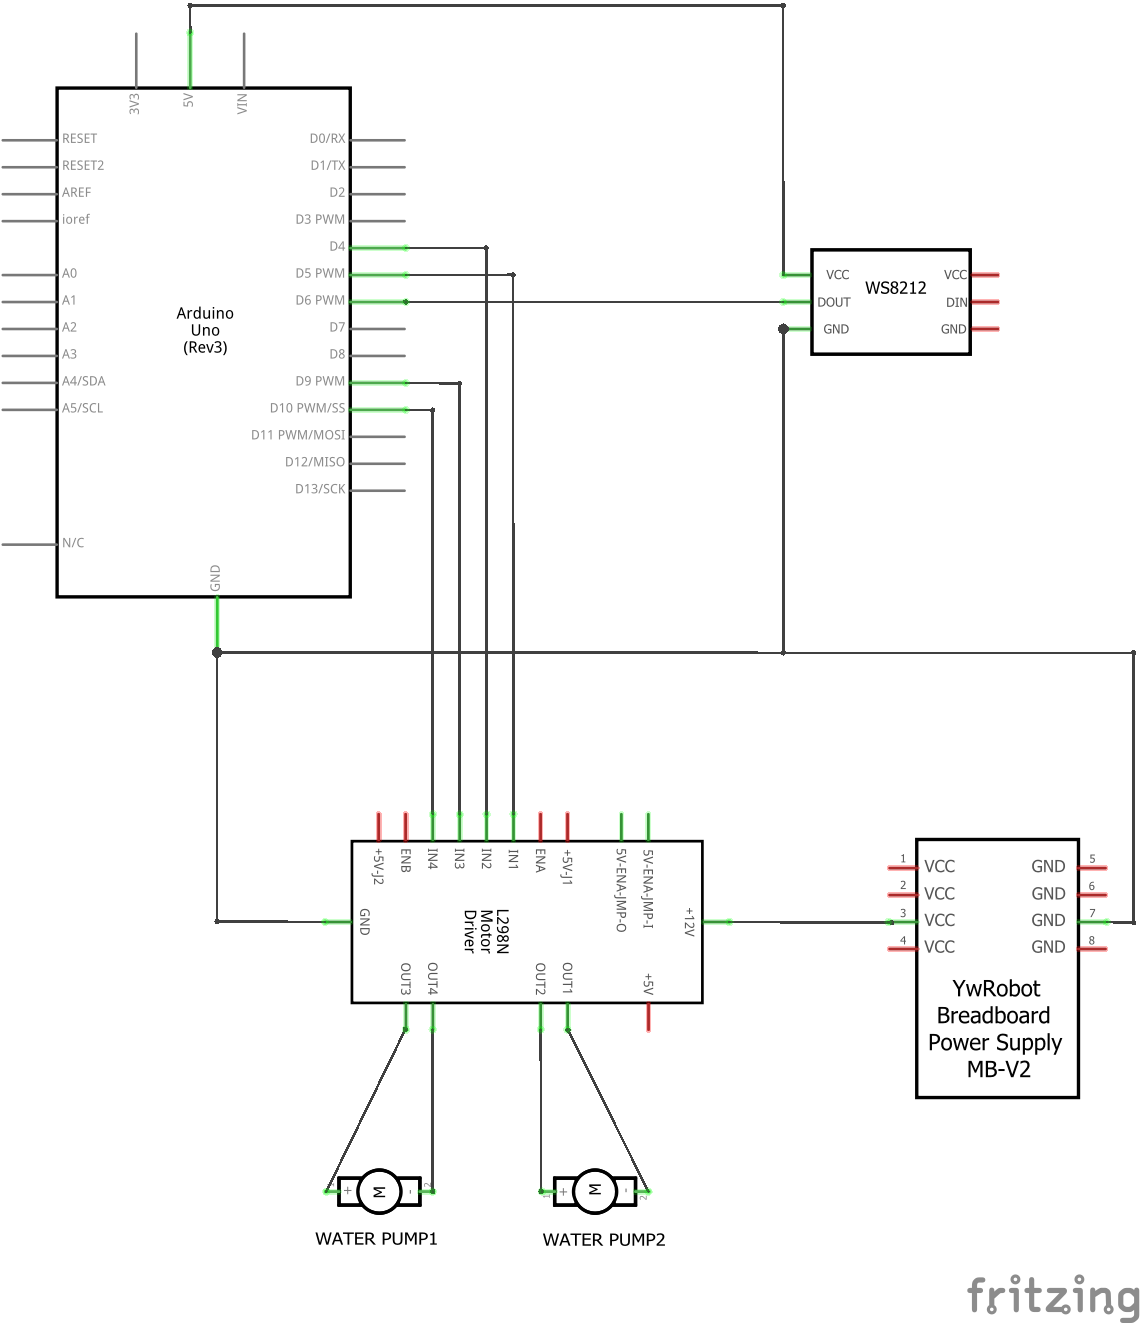 3V3
5V
VIN
RESET
RESET2
AREF
ioref
A0
A1
A2
A3
A4/SDA
A5/SCL
N/C
Arduino
Uno
(Rev3)
D0/RX
D1/TX
D2
D3 PWM
D4
D5 PWM
D6 PWM
D7
D8
D9 PWM
D10 PWM/SS
D11 PWM/MOSI
D12/MISO
D13/SCK
GND
WS8212
VCC
DOUT
GND
VCC
DIN
GND
+5V-J2
ENB
IN4
IN3
IN2
IN1
ENA
+5V-J1
5V-ENA-JMP-O
5V-ENA-JMP-I
GND
L298N
Motor
Driver
+12V
OUT3
OUT4
OUT2
OUT1
+5V
1 VCC
2 VCC
3 VCC
4 VCC
GND 5
GND 6
GND 7
GND 8
YwRobot
Breadboard
Power Supply
MB-V2
1 + M - 2
WATER PUMP1
1 + M - 2
WATER PUMP2
fritzing